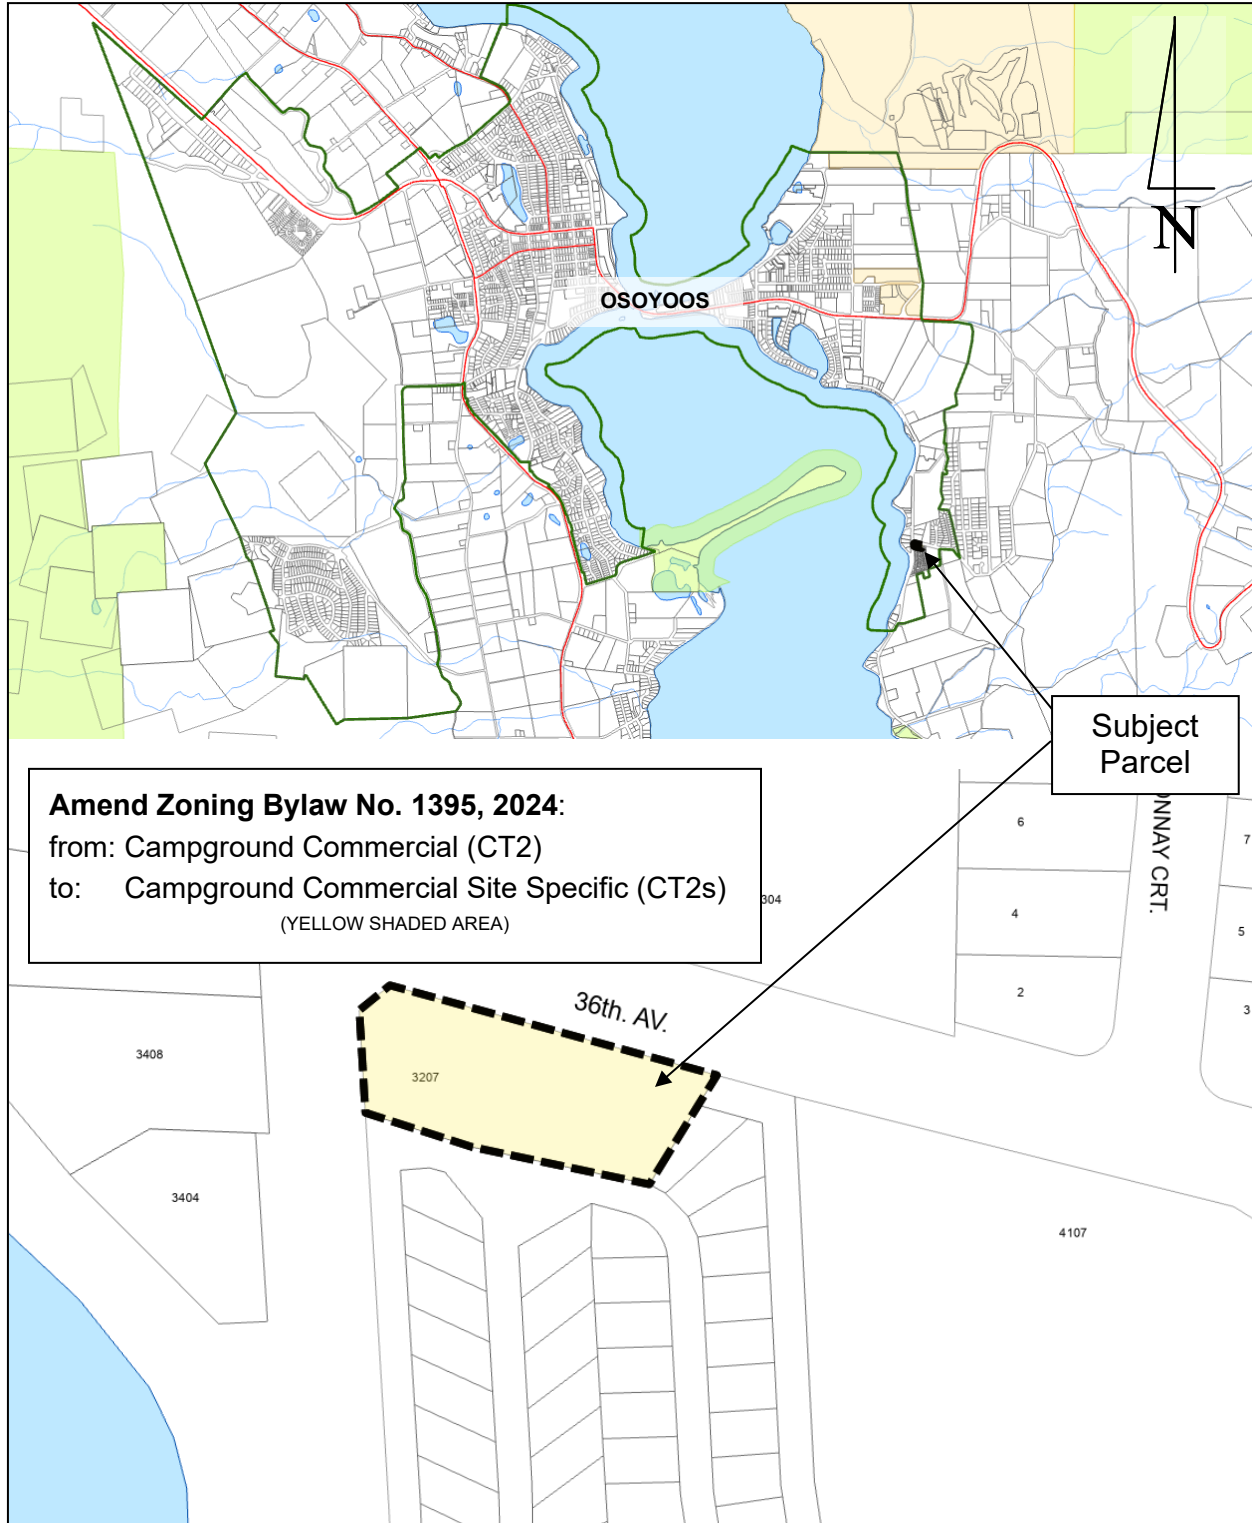 N
OSOYOOS
Subject
Parcel
Amend Zoning Bylaw No. 1395, 2024:
from: Campground Commercial (CT2)
to: Campground Commercial Site Specific (CT2s)
(YELLOW SHADED AREA)
304
6
7
ONNAY CRT.
4
5
2
3
36th. AV.
3408
3207
3404
4107